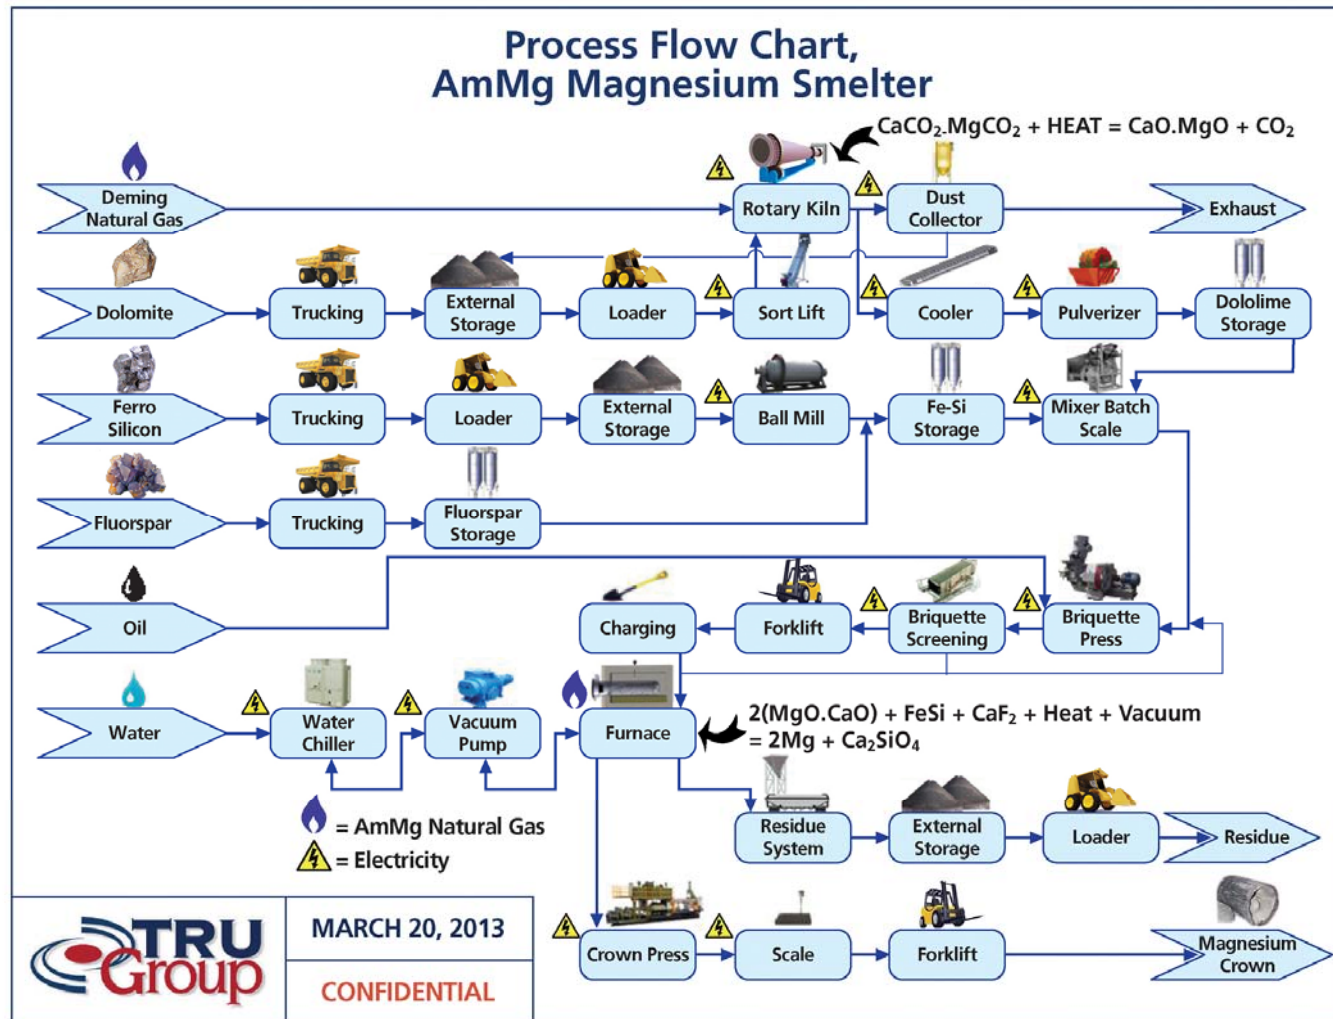 Process Flow Chart,
AmMg Magnesium Smelter
CaCO₂.MgCO₂ + HEAT = CaO.MgO + CO₂
Deming
Natural Gas
Rotary Kiln
Dust
Collector
Exhaust
Dolomite
Trucking
External
Storage
Loader
Sort Lift
Cooler
Pulverizer
Dololime
Storage
Ferro
Silicon
Trucking
Loader
External
Storage
Ball Mill
Fe-Si
Storage
Mixer Batch
Scale
Fluorspar
Trucking
Fluorspar
Storage
Oil
Charging
Forklift
Briquette
Screening
Briquette
Press
Water
Water
Chiller
Vacuum
Pump
Furnace
2(MgO.CaO) + FeSi + CaF₂ + Heat + Vacuum
= 2Mg + Ca₂SiO₄
= AmMg Natural Gas
= Electricity
Residue
System
External
Storage
Loader
Residue
Crown Press
Scale
Forklift
Magnesium
Crown
TRU
Group
MARCH 20, 2013
CONFIDENTIAL